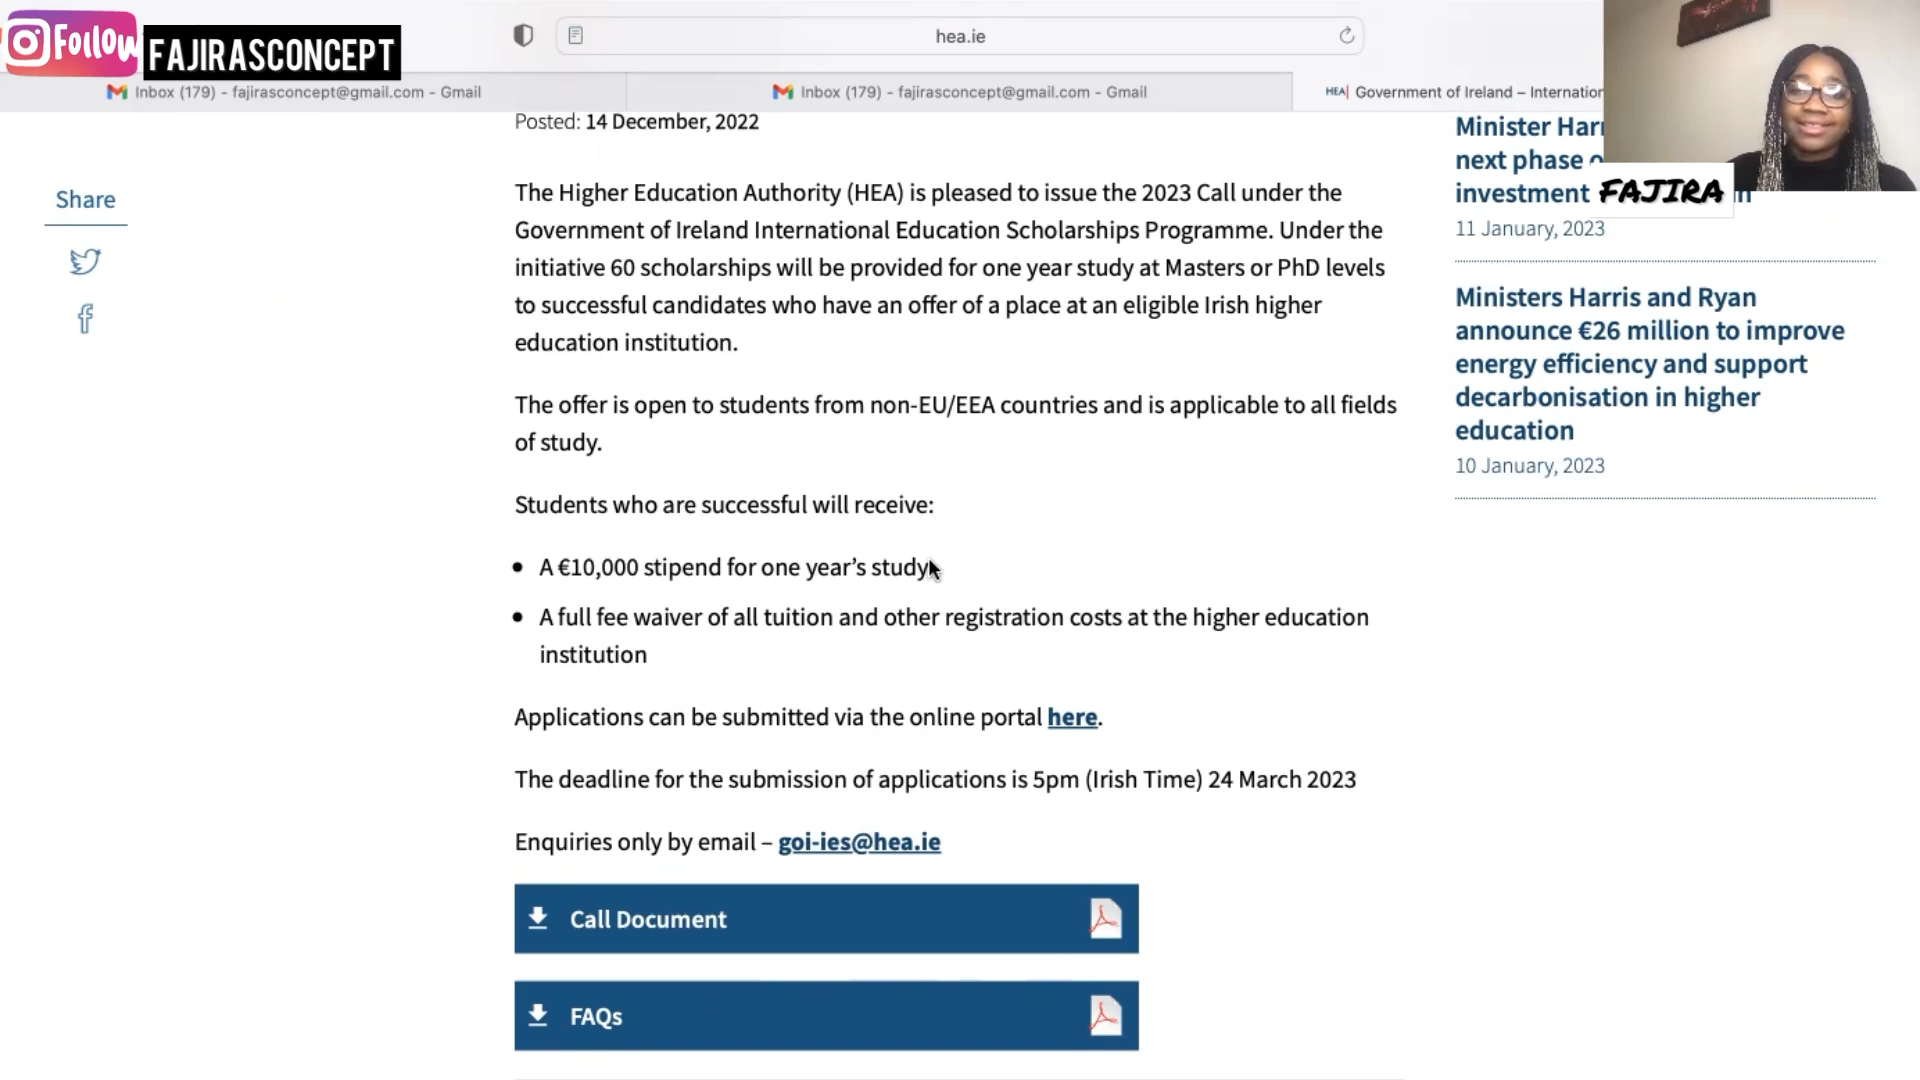 Follow
FAJIRASCONCEPT
hea.ie
Inbox (179) - fajirasconcept@gmail.com - Gmail
Inbox (179) - fajirasconcept@gmail.com - Gmail
HEA| Government of Ireland – Internatio
Posted: 14 December, 2022
Share
The Higher Education Authority (HEA) is pleased to issue the 2023 Call under the
Government of Ireland International Education Scholarships Programme. Under the
initiative 60 scholarships will be provided for one year study at Masters or PhD levels
to successful candidates who have an offer of a place at an eligible Irish higher
education institution.
The offer is open to students from non-EU/EEA countries and is applicable to all fields
of study.
Students who are successful will receive:
• A €10,000 stipend for one year’s study
• A full fee waiver of all tuition and other registration costs at the higher education
institution
Applications can be submitted via the online portal here.
The deadline for the submission of applications is 5pm (Irish Time) 24 March 2023
Enquiries only by email – goi-ies@hea.ie
Call Document
FAQs
Minister Har
next phase
investment
FAJIRA
11 January, 2023
Ministers Harris and Ryan
announce €26 million to improve
energy efficiency and support
decarbonisation in higher
education
10 January, 2023